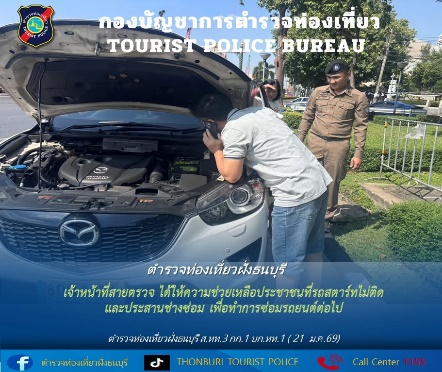 กองบัญชาการตำรวจท่องเที่ยว
TOURIST POLICE BUREAU
mazda
ตำรวจท่องเที่ยวฝั่งธนบุรี
เจ้าหน้าที่สายตรวจ ได้ให้ความช่วยเหลือประชาชนที่รถสตาร์ทไม่ติด
และประสานช่างซ่อม เพื่อทำการซ่อมรถยนต์ต่อไป
ตำรวจท่องเที่ยวฝั่งธนบุรี ส.ทท.3 กก.1 บก.ทท.1 ( 21 ม.ค.69)
ตำรวจท่องเที่ยวฝั่งธนบุรี
THONBURI TOURIST POLICE
Call Center 1155